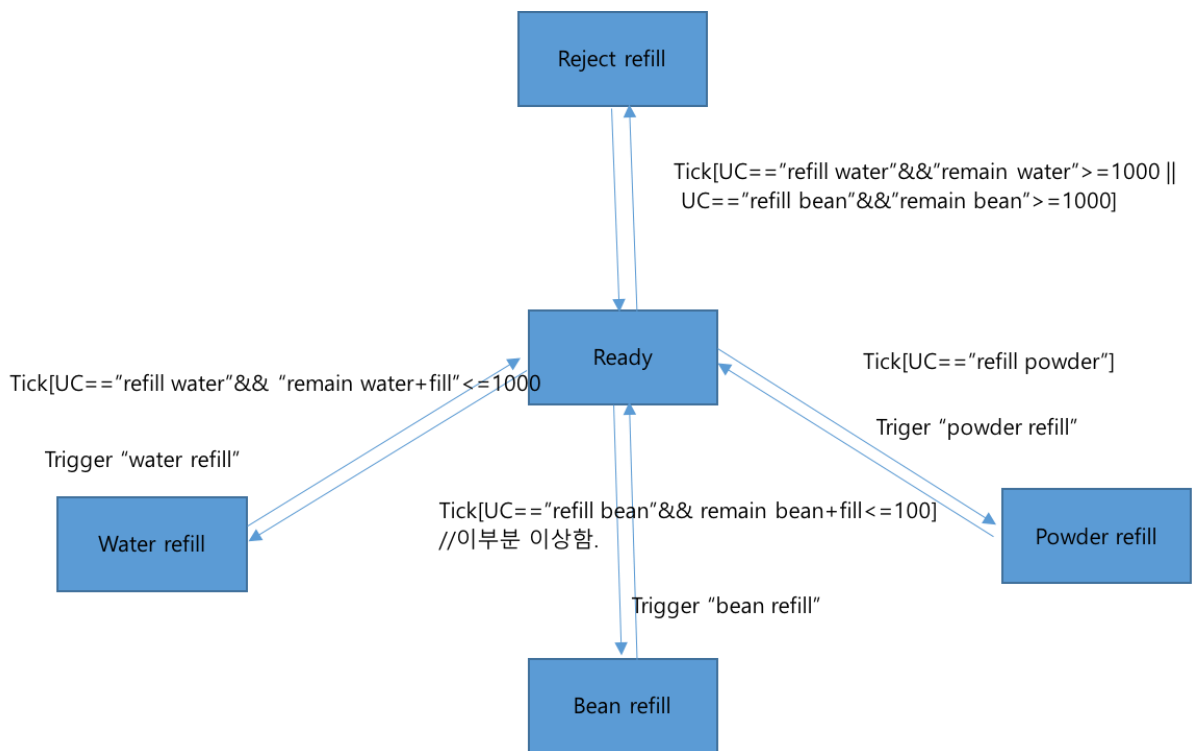 Reject refill
Tick[UC=="refill water"&&"remain water">=1000 ||
UC=="refill bean"&&"remain bean">=1000]
Ready
Tick[UC=="refill powder"]
Tick[UC=="refill water"&& "remain water+fill"<=1000
Triger "powder refill"
Trigger "water refill"
Tick[UC=="refill bean"&& remain bean+fill<=100]
//이부분 이상함.
Water refill
Powder refill
Trigger "bean refill"
Bean refill